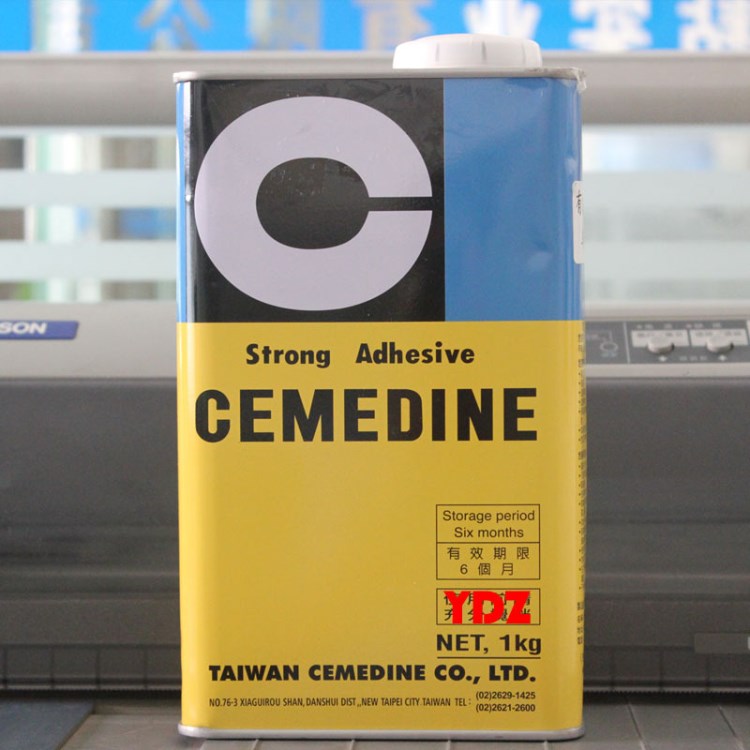 SON
Strong Adhesive
CEMEDINE
Storage period
Six months
有效期限
6個月
YDZ
NET, 1kg
TAIWAN CEMEDINE CO., LTD.
NO.76-3 XIAGUIROU SHAN,DANSHUI DIST.,NEW TAIPEI CITY TAIWAN TEL: (02)2629-1425
(02)2621-2600